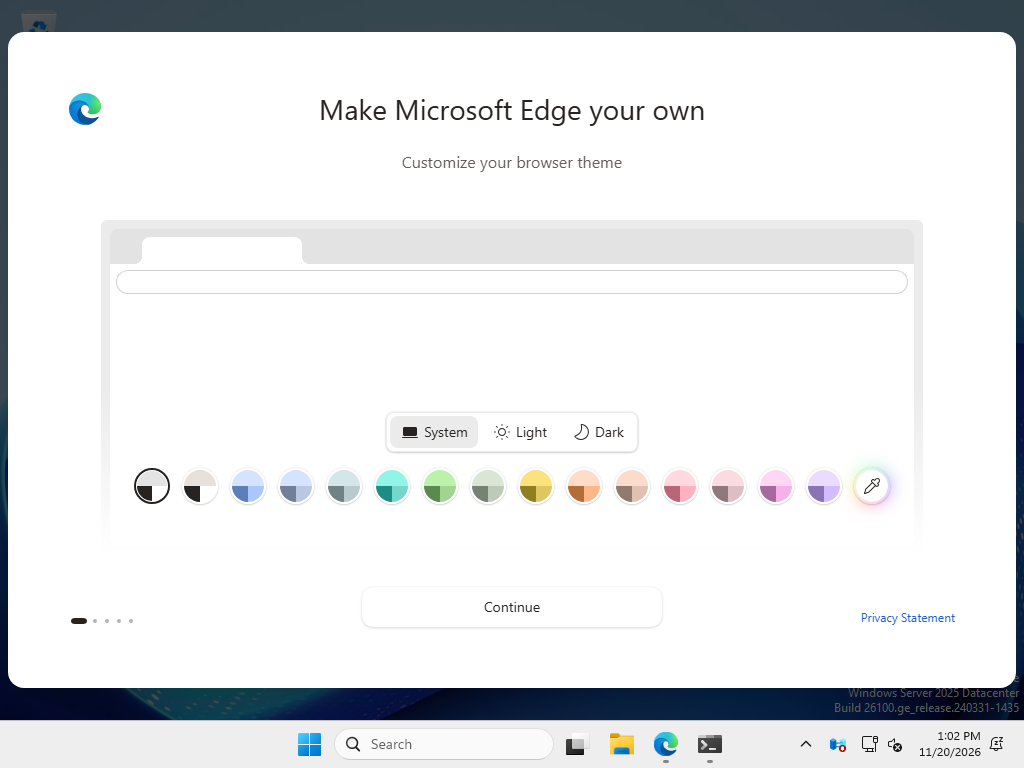 Make Microsoft Edge your own
Customize your browser theme
System
Light
Dark
Continue
Privacy Statement
Windows Server 2025 Datacenter
Build 26100.ge_release.240331-1435
Search
1:02 PM
11/20/2026